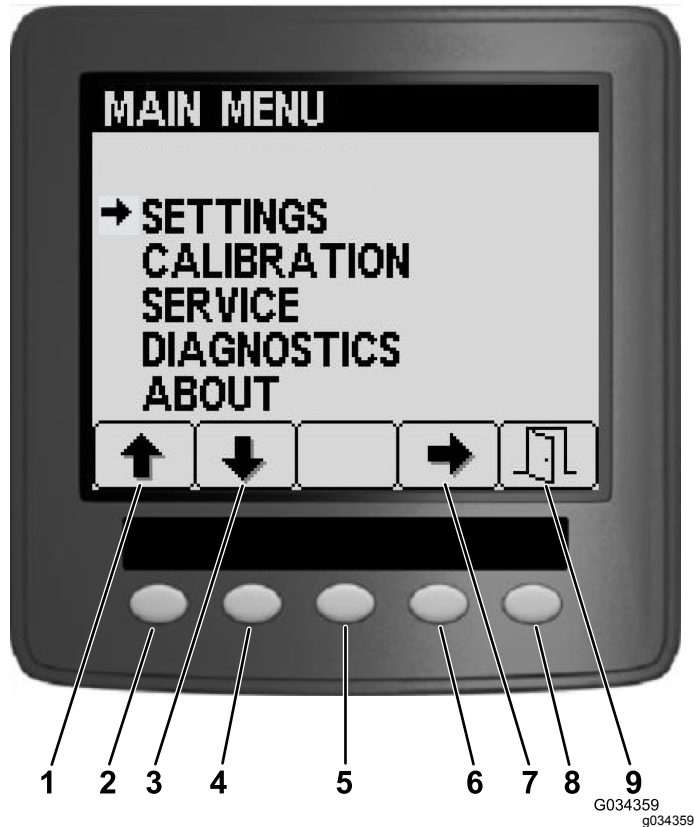 MAIN MENU
SETTINGS
CALIBRATION
SERVICE
DIAGNOSTICS
ABOUT
1 2 3 4 5 6 7 8 9
G034359
g034359